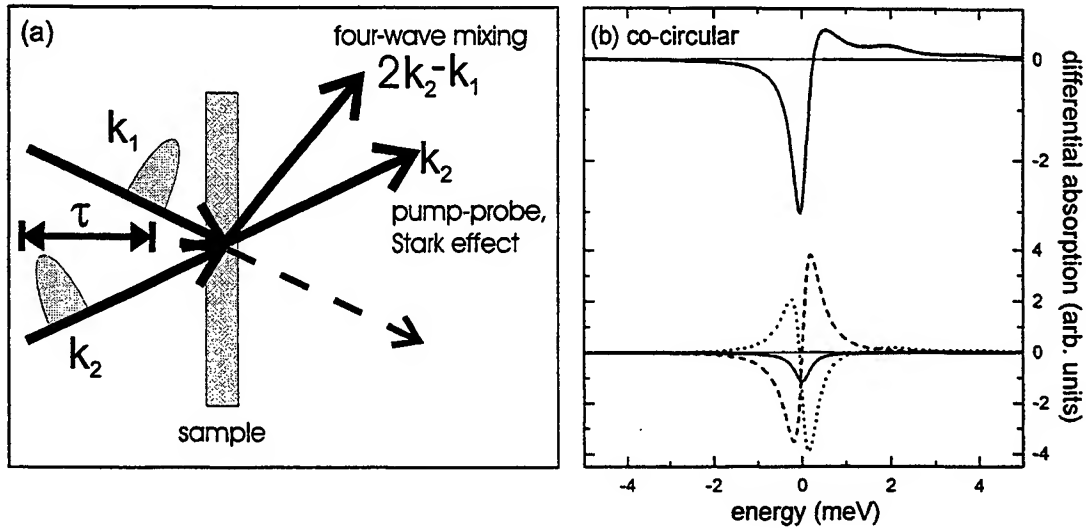 (a)
four-wave mixing
2k₂-k₁
k₁
k₂
pump-probe,
Stark effect
τ
k₂
sample
(b) co-circular
0
-2
4
2
0
-2
-4
differential absorption (arb. units)
-4 -2 0 2 4
energy (meV)